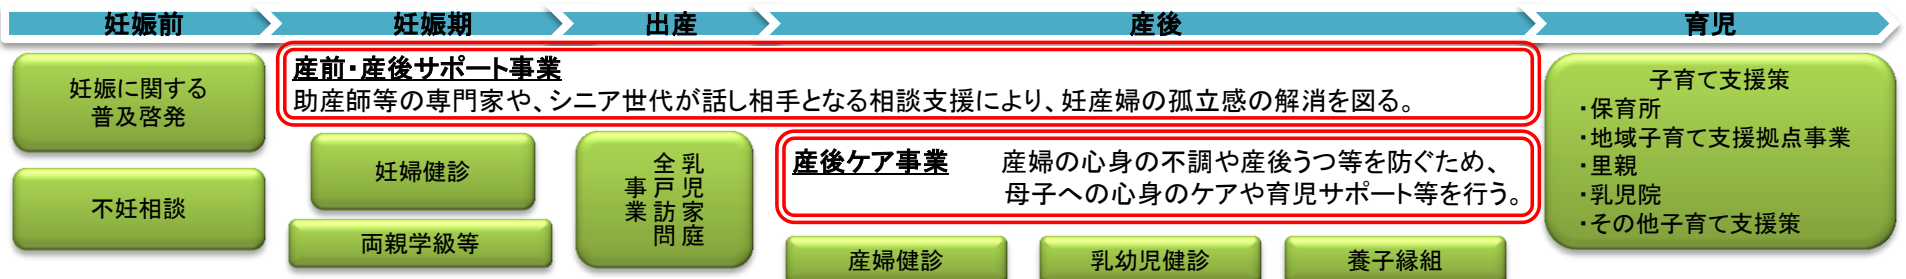 妊娠前
妊娠期
出産
産後
育児
妊娠に関する
普及啓発
不妊相談
産前・産後サポート事業
助産師等の専門家や、シニア世代が話し相手となる相談支援により、妊産婦の孤立感の解消を図る。
妊婦健診
両親学級等
乳児家庭
全戸訪問
事業
産後ケア事業 産婦の心身の不調や産後うつ等を防ぐため、
母子への心身のケアや育児サポート等を行う。
産婦健診
乳幼児健診
養子縁組
子育て支援策
・保育所
・地域子育て支援拠点事業
・里親
・乳児院
・その他子育て支援策